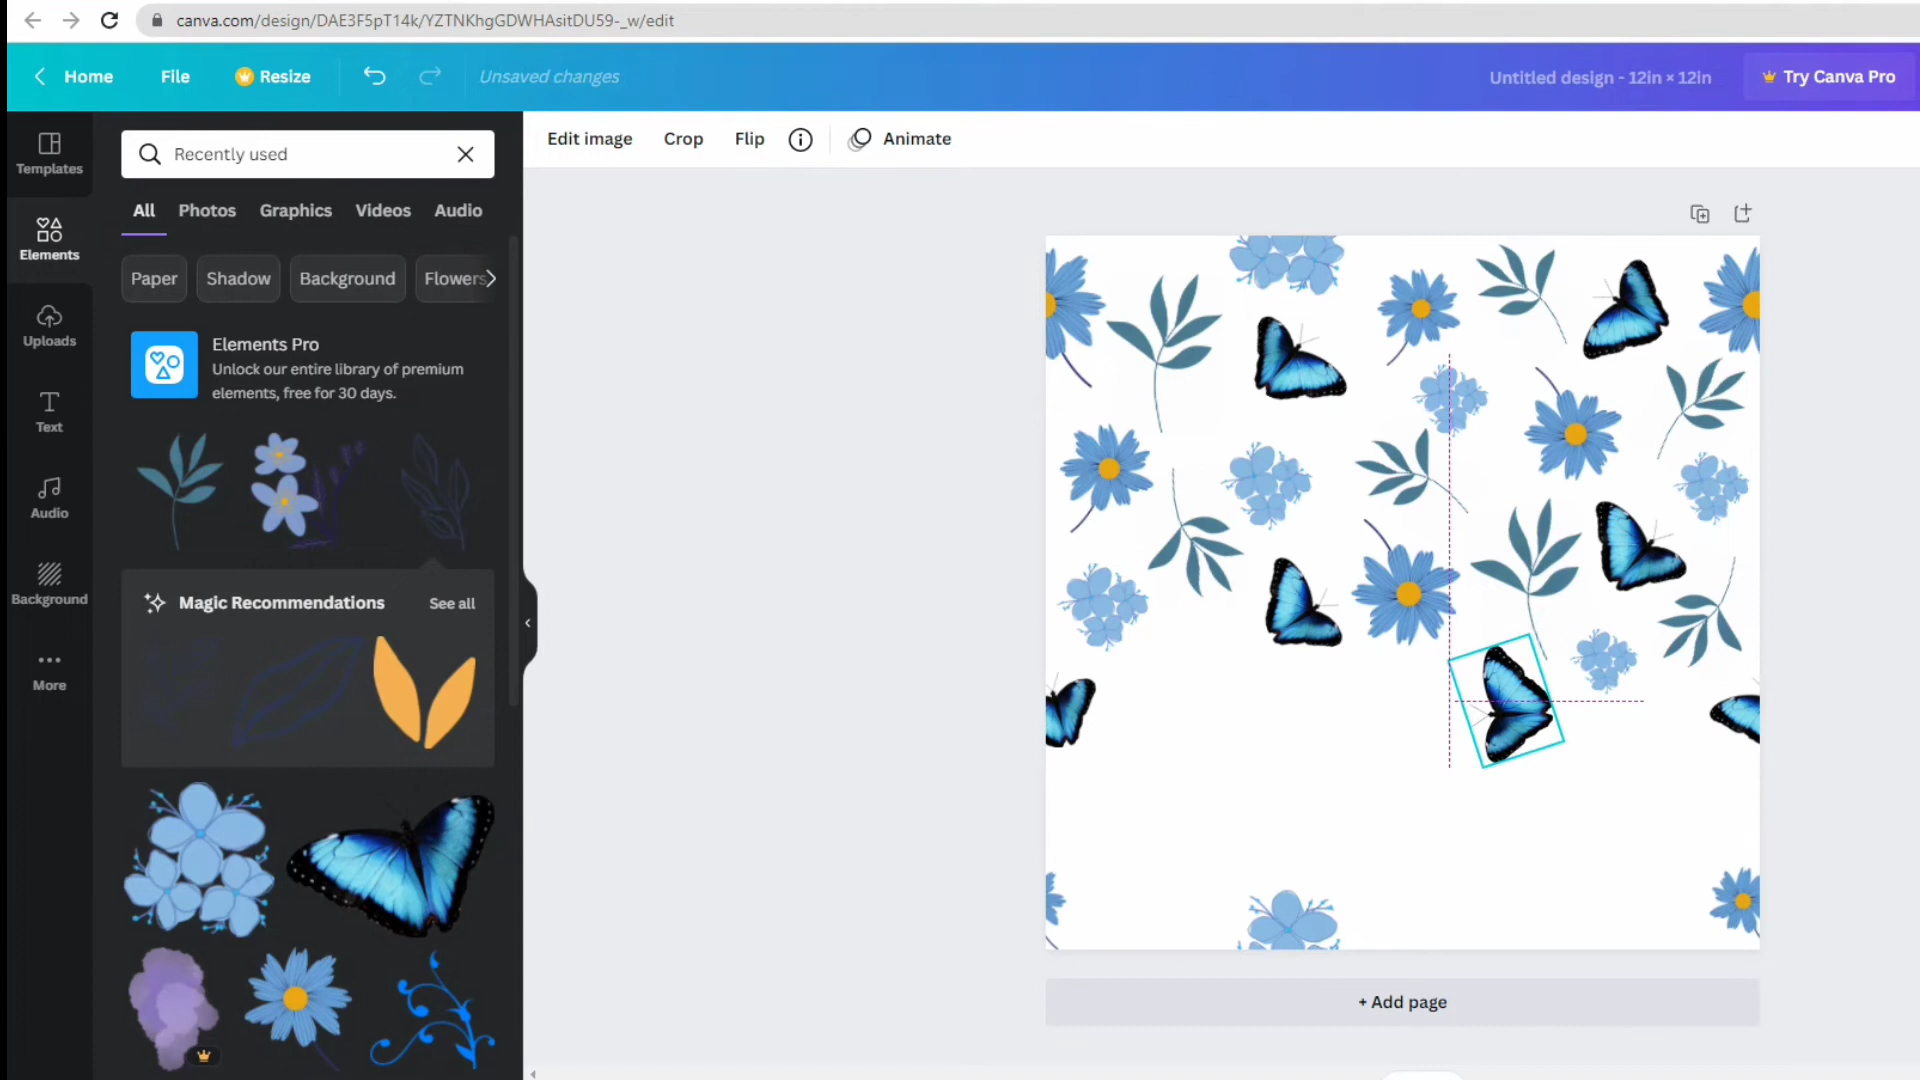 canva.com/design/DAE3F5pT14k/YZTNKhgGDWHAsitDU59-_w/edit
Home File Resize Unsaved changes Untitled design - 12in × 12in Try Canva Pro
Templates
Elements
Uploads
Text
Audio
Background
More
Recently used
All Photos Graphics Videos Audio
Paper Shadow Background Flowers
Elements Pro
Unlock our entire library of premium
elements, free for 30 days.
Magic Recommendations See all
Edit image Crop Flip Animate
+ Add page